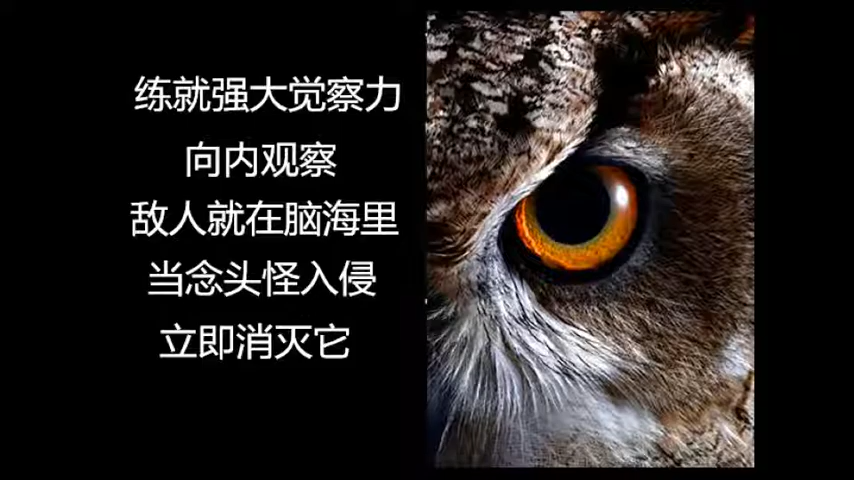 练就强大觉察力
向内观察
敌人就在脑海里
当念头怪入侵
立即消灭它